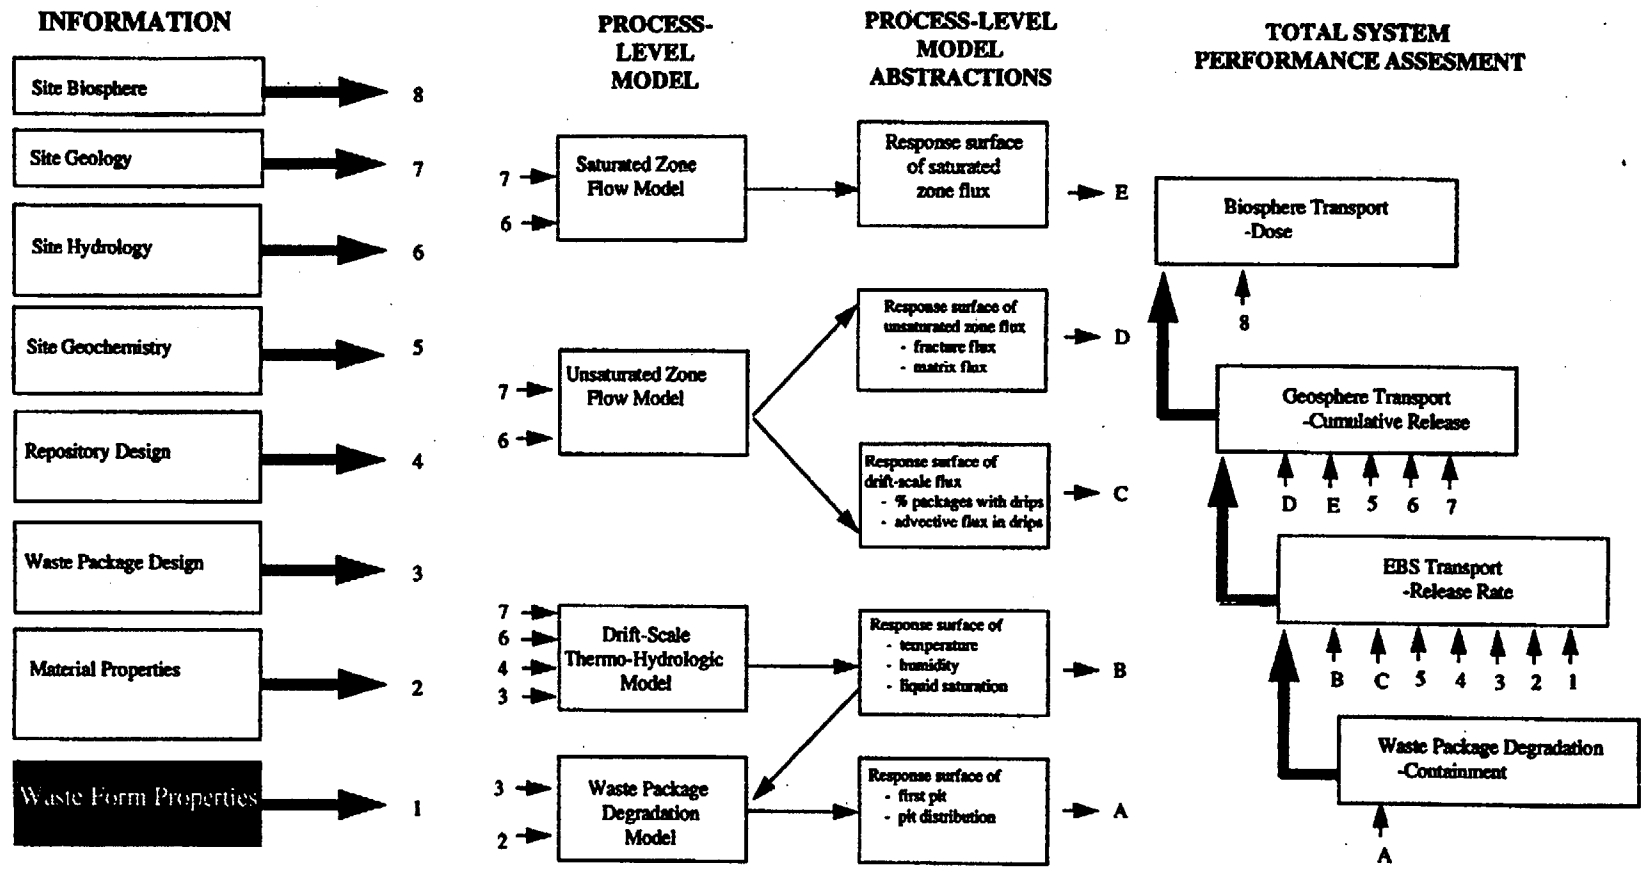 INFORMATION
Site Biosphere
8
Site Geology
7
Site Hydrology
6
Site Geochemistry
5
Repository Design
4
Waste Package Design
3
Material Properties
2
Waste Form Properties
1
PROCESS-
LEVEL
MODEL
7
6
Saturated Zone
Flow Model
7
6
Unsaturated Zone
Flow Model
7
6
4
3
Drift-Scale
Thermo-Hydrologic
Model
3
2
Waste Package
Degradation
Model
PROCESS-LEVEL
MODEL
ABSTRACTIONS
Response surface
of saturated
zone flux
E
Response surface of
unsaturated zone flux
- fracture flux
- matrix flux
D
Response surface of
drift-scale flux
- % packages with drips
- advective flux in drips
C
Response surface of
- temperature
- humidity
- liquid saturation
B
Response surface of
- first pit
- pit distribution
A
TOTAL SYSTEM
PERFORMANCE ASSESMENT
Biosphere Transport
-Dose
8
Geosphere Transport
-Cumulative Release
D E 5 6 7
EBS Transport
-Release Rate
B C 5 4 3 2 1
Waste Package Degradation
-Containment
A